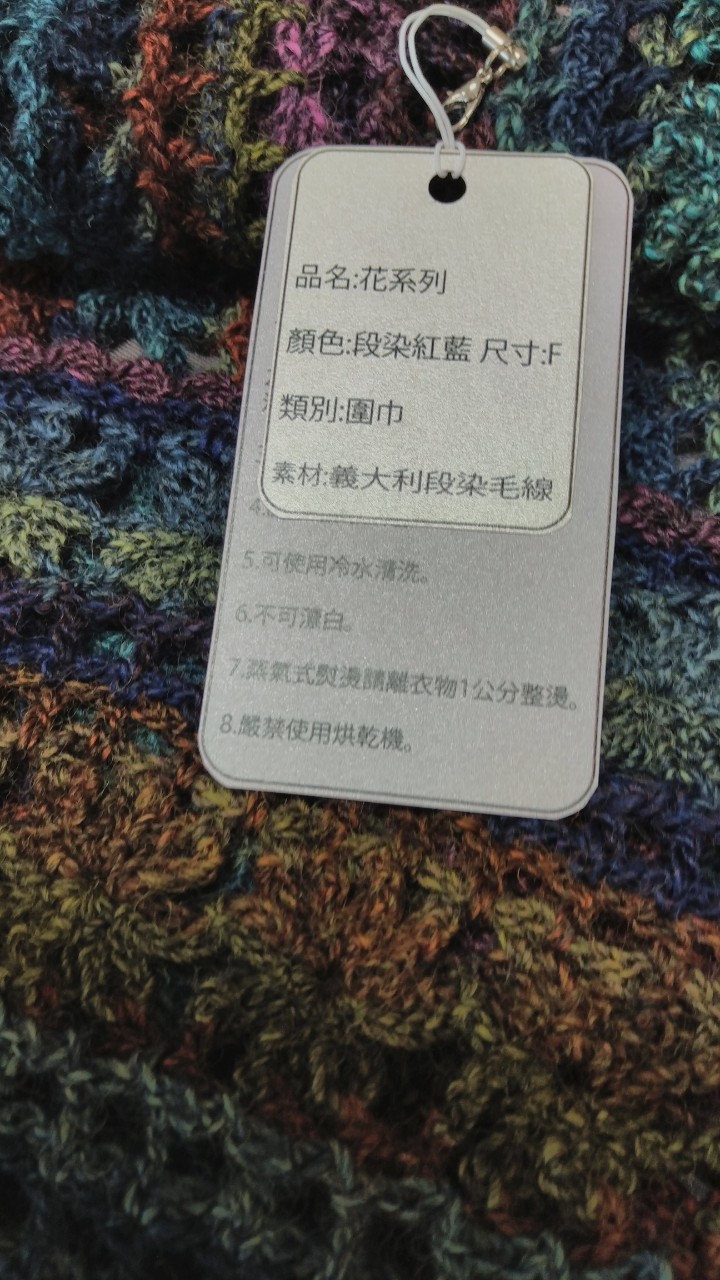 品名:花系列
顏色:段染紅藍 尺寸:F
類別:圍巾
素材:義大利段染毛線
4.
5.可使用冷水清洗。
6.不可漂白。
7.蒸氣式熨燙請離衣物1公分整燙。
8.嚴禁使用烘乾機。